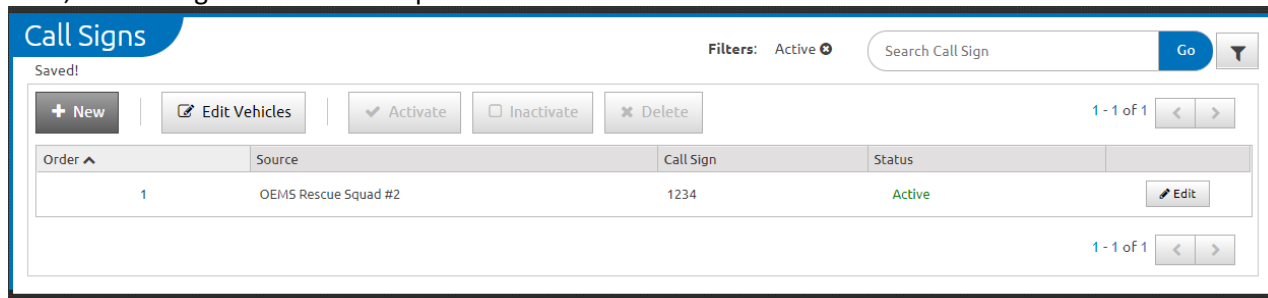 Call Signs
Filters: Active
Search Call Sign
Go
Saved!
+ New
Edit Vehicles
Activate
Inactivate
Delete
1 - 1 of 1 < >
Order Source Call Sign Status
1 OEMS Rescue Squad #2 1234 Active Edit
1 - 1 of 1 < >